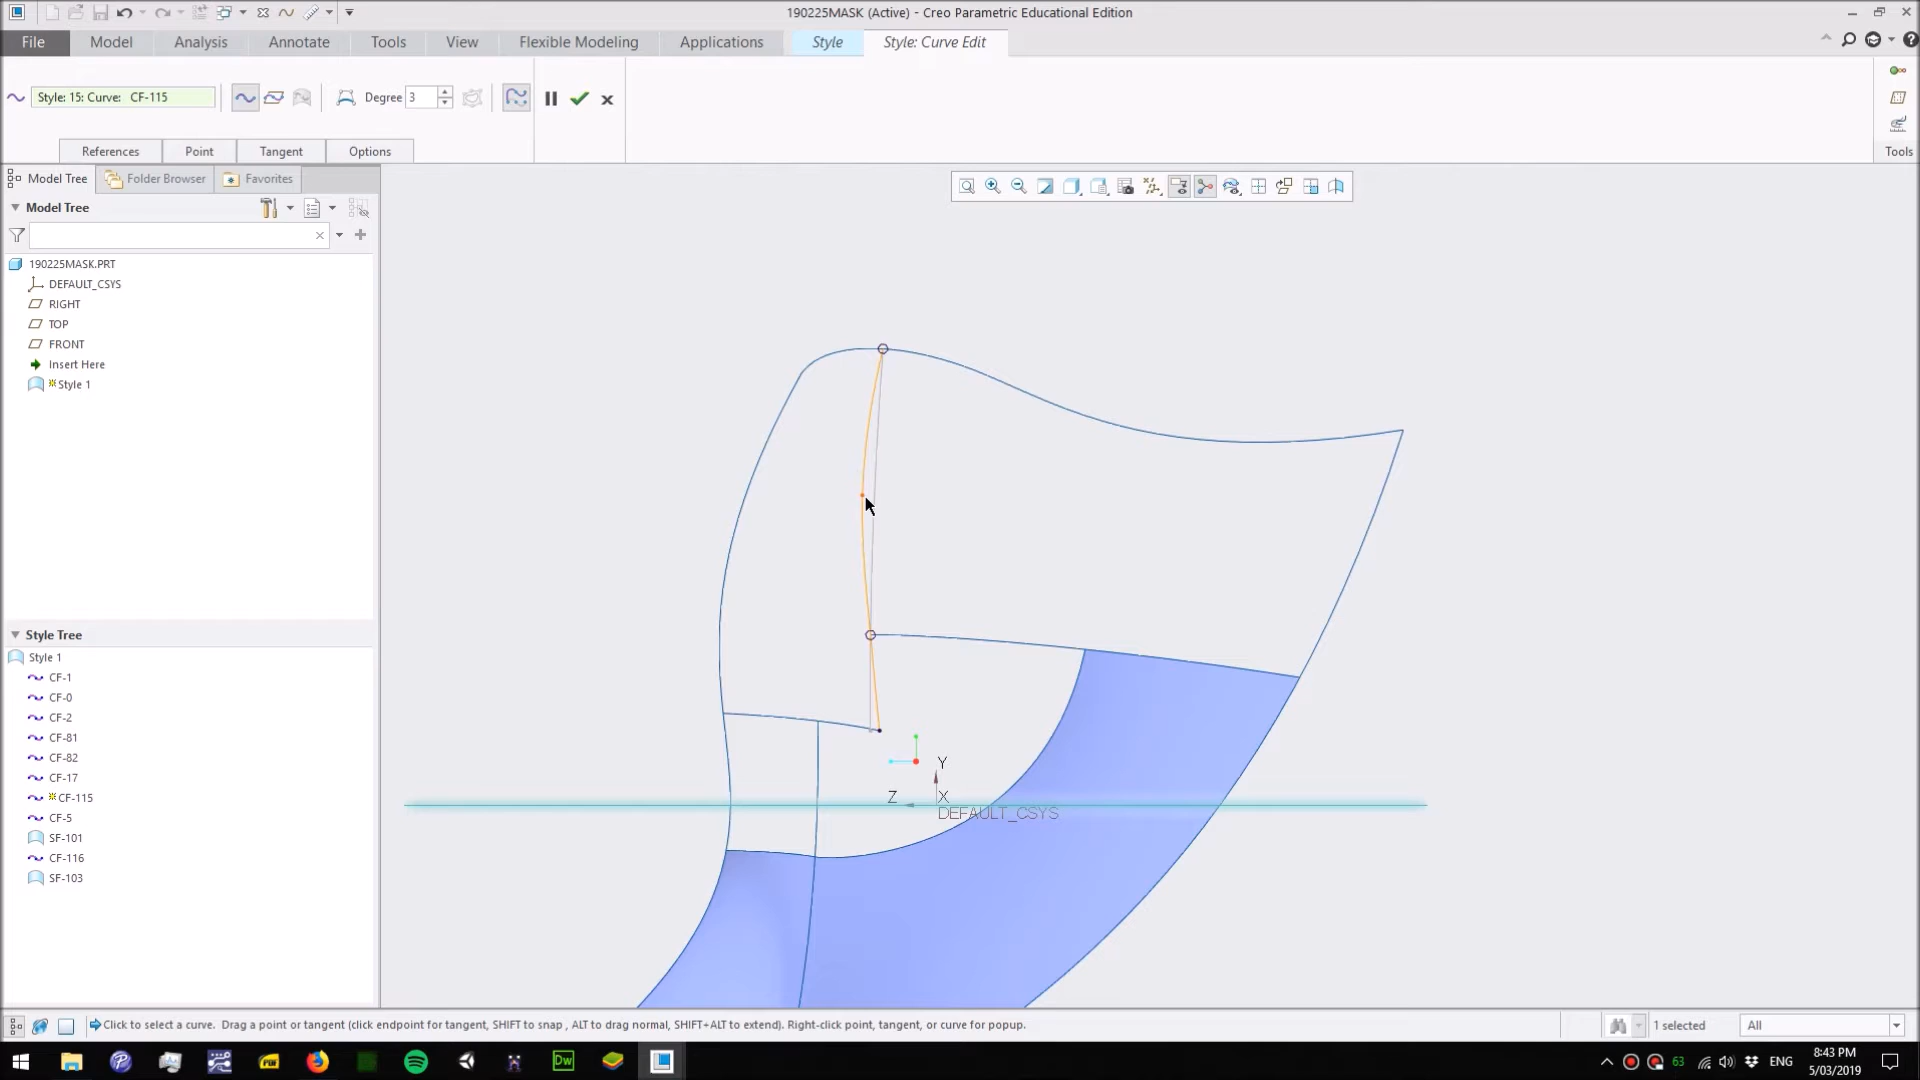 190225MASK (Active) - Creo Parametric Educational Edition
File Model Analysis Annotate Tools View Flexible Modeling Applications Style Style: Curve Edit
Style: 15: Curve: CF-115 Degree 3
References Point Tangent Options Tools
Model Tree Folder Browser Favorites
Model Tree
190225MASK.PRT
DEFAULT_CSYS
RIGHT
TOP
FRONT
Insert Here
Style 1
Style Tree
Style 1
CF-1
CF-0
CF-2
CF-81
CF-82
CF-17
CF-115
CF-5
SF-101
CF-116
SF-103
Y
Z X
DEFAULT_CSYS
Click to select a curve. Drag a point or tangent (click endpoint for tangent, SHIFT to snap , ALT to drag normal, SHIFT+ALT to extend). Right-click point, tangent, or curve for popup. 1 selected All
Dw 63 ENG 8:43 PM
5/03/2019